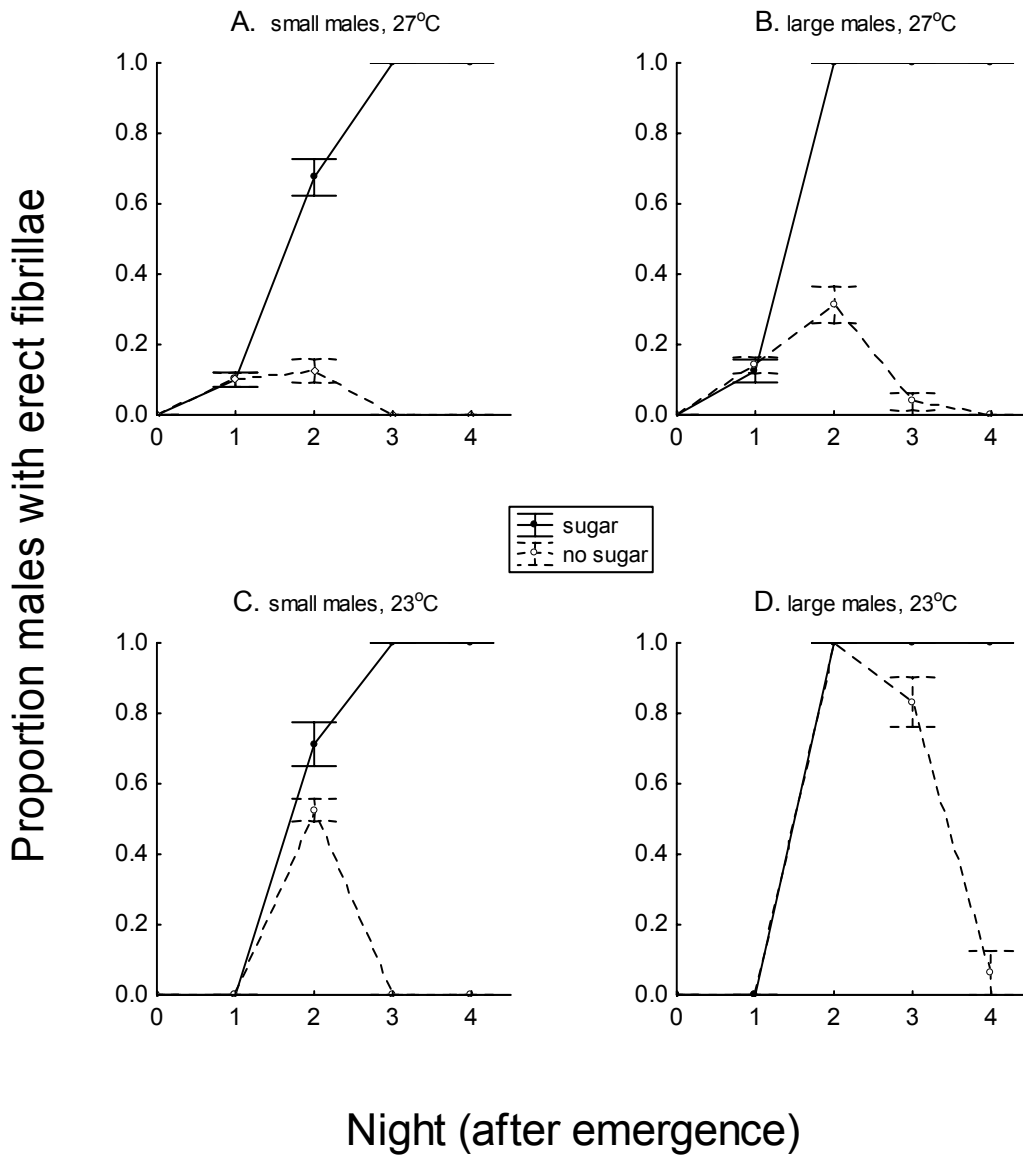 A. small males, 27oC
B. large males, 27oC
Proportion males with erect fibrillae
1.0
0.8
0.6
0.4
0.2
0.0
0 1 2 3 4
1.0
0.8
0.6
0.4
0.2
0.0
0 1 2 3 4
sugar
no sugar
C. small males, 23oC
D. large males, 23oC
1.0
0.8
0.6
0.4
0.2
0.0
0 1 2 3 4
1.0
0.8
0.6
0.4
0.2
0.0
0 1 2 3 4
Night (after emergence)